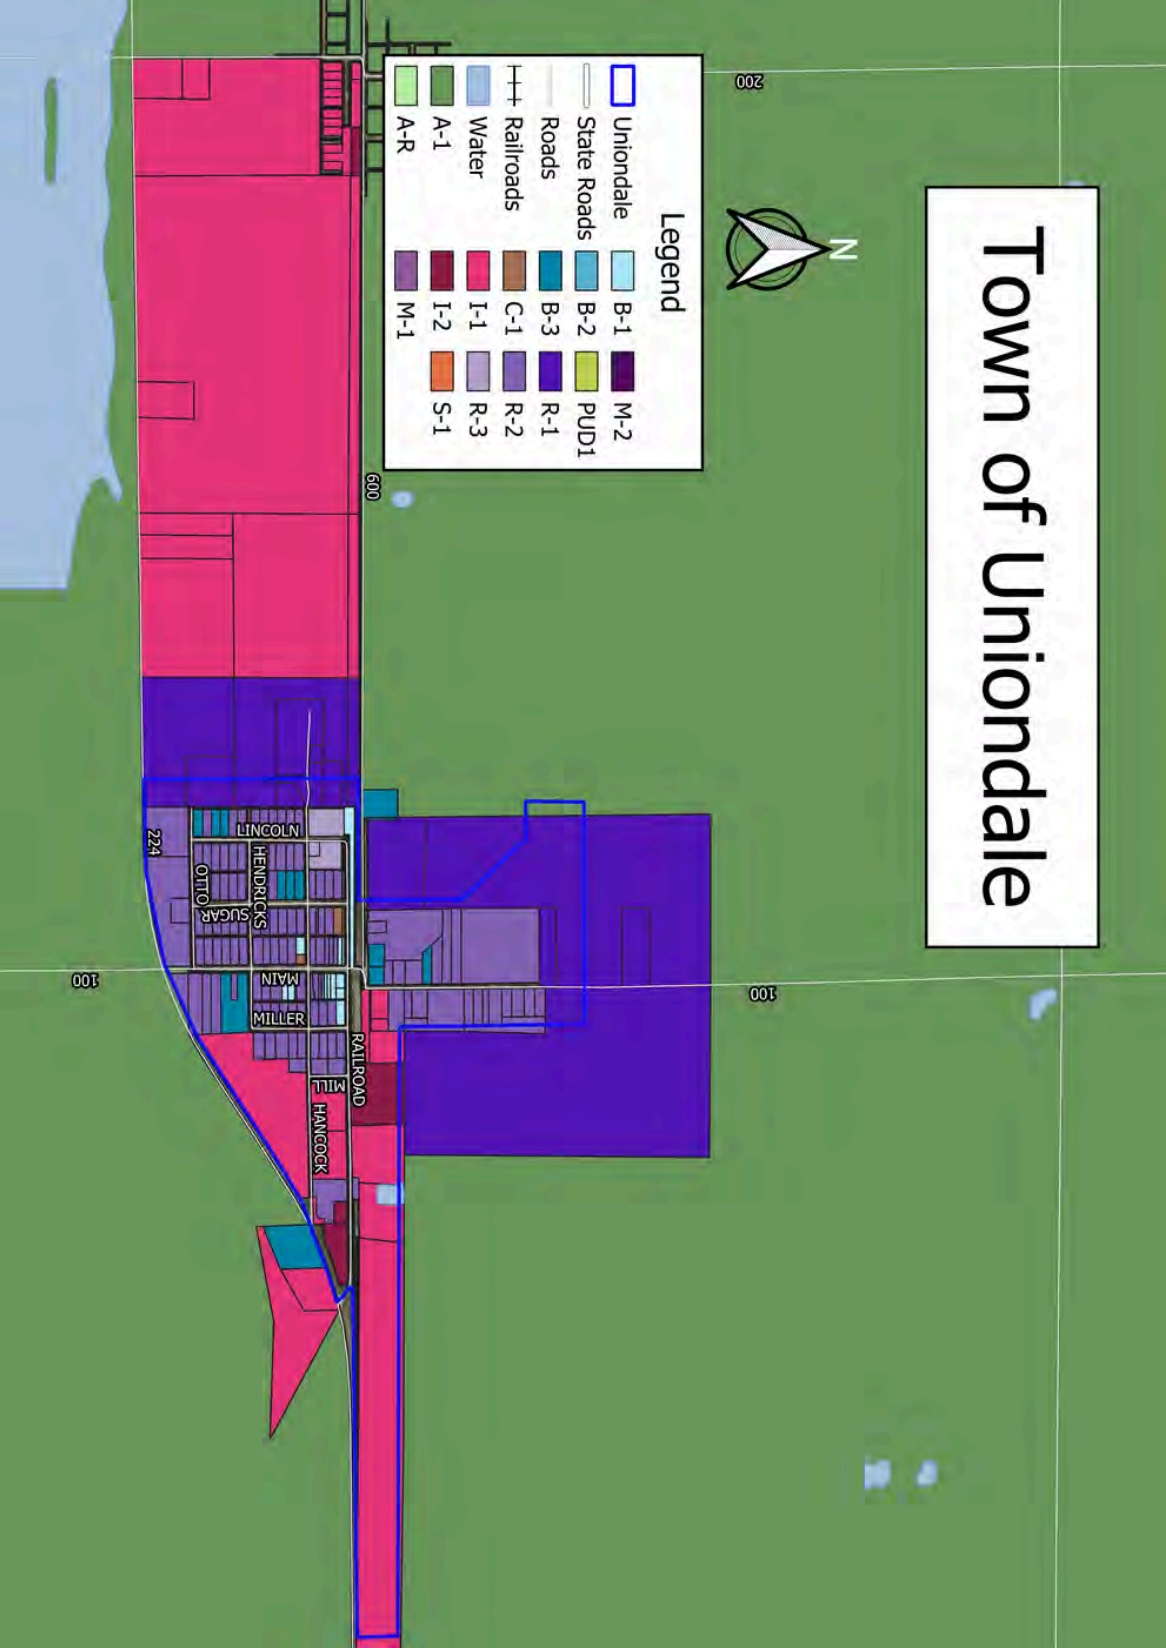 Town of Uniondale
N
Legend
Uniondale
State Roads
Roads
Railroads
Water
A-1
A-R
B-1
B-2
B-3
C-1
I-1
I-2
M-1
M-2
PUD1
R-1
R-2
R-3
S-1
200
100
600
RAILROAD
LINCOLN
HENDRICKS
OTTO
SUGAR
MAIN
MILLER
MILL
HANCOCK
224
100